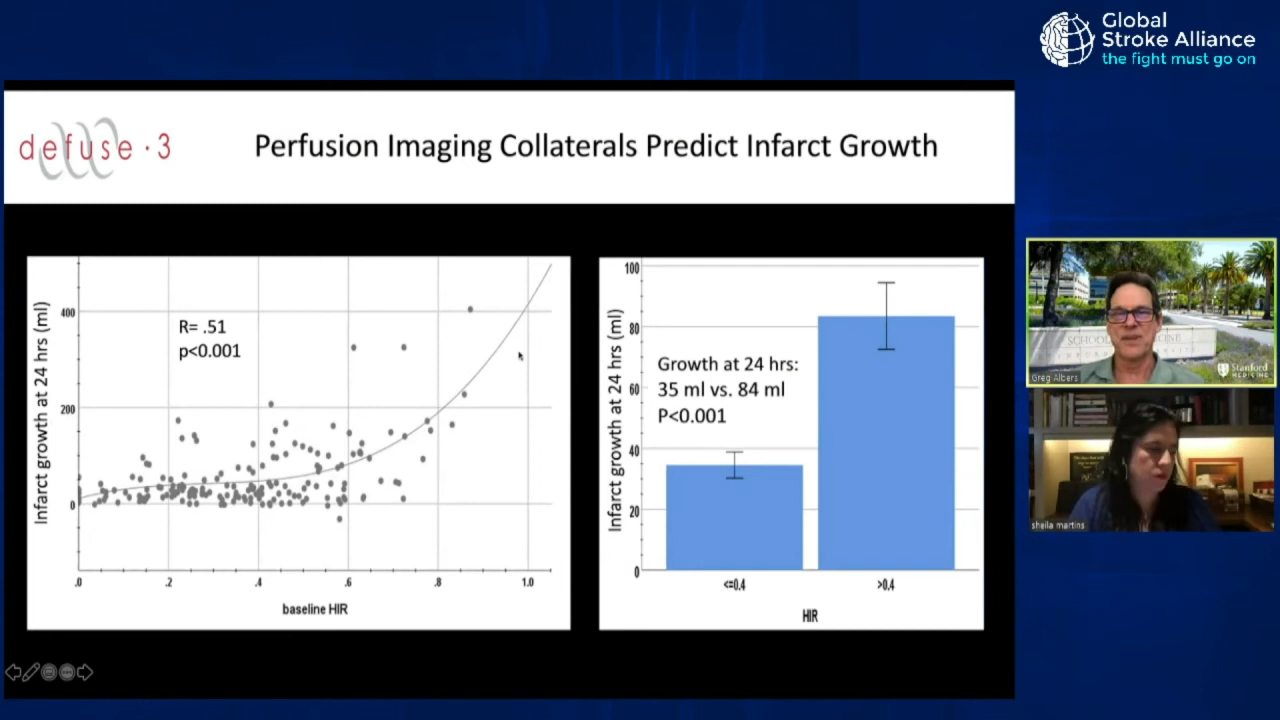 Global
Stroke Alliance
the fight must go on
defuse · 3
Perfusion Imaging Collaterals Predict Infarct Growth
Infarct growth at 24 hrs (ml)
400
200
0
R= .51
p<0.001
.0 .2 .4 .6 .8 1.0
baseline HIR
Infarct growth at 24 hrs (ml)
100
80
60
40
20
0
Growth at 24 hrs:
35 ml vs. 84 ml
P<0.001
<=0.4 >0.4
HIR
Stanford
MEDICINE
Greg Albers
sheila martins